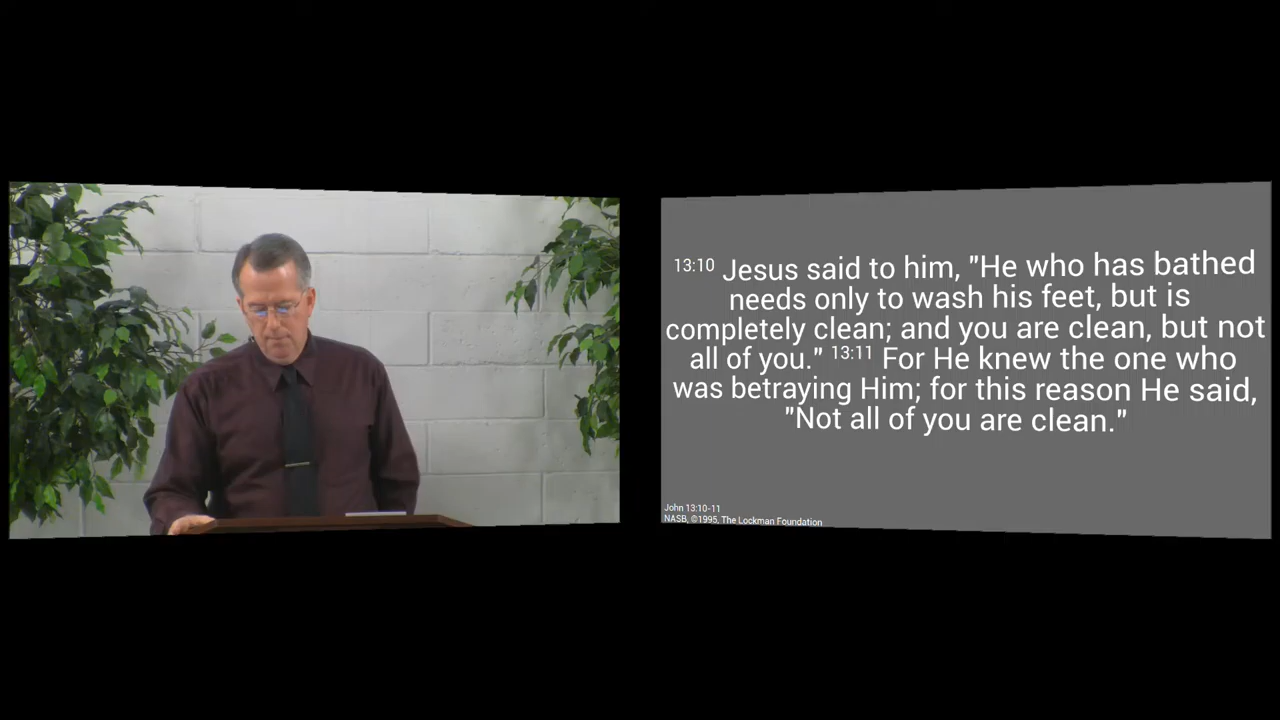 13:10 Jesus said to him, "He who has bathed
needs only to wash his feet, but is
completely clean; and you are clean, but not
all of you." 13:11 For He knew the one who
was betraying Him; for this reason He said,
"Not all of you are clean."
John 13:10-11
NASB, ©1995, The Lockman Foundation